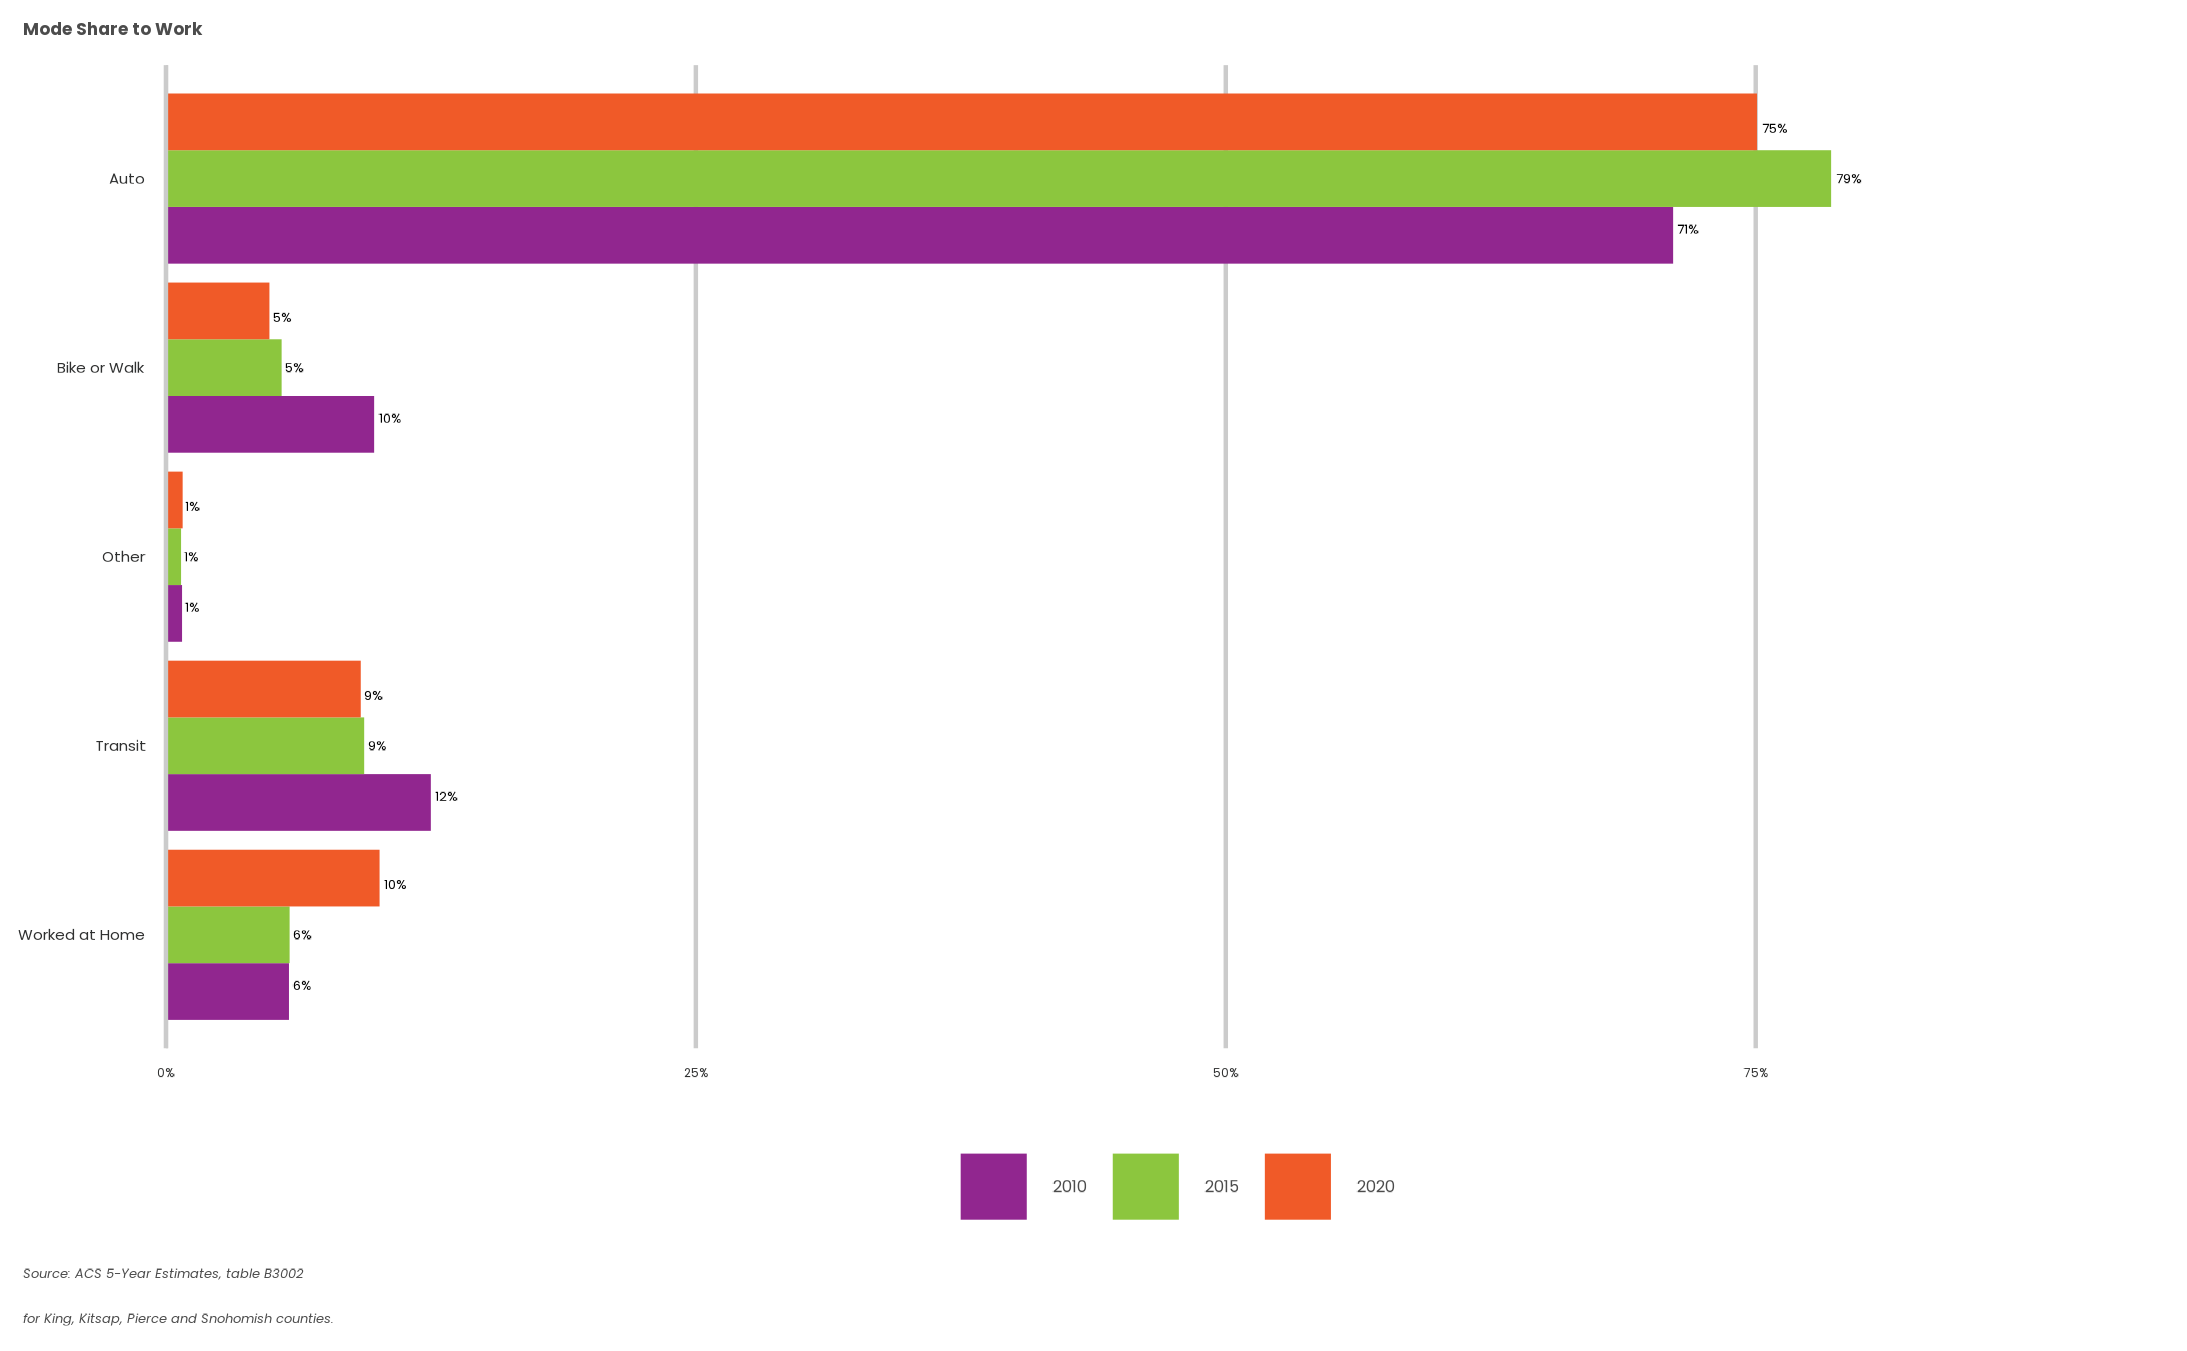 Mode Share to Work
75%
Auto
79%
71%
5%
Bike or Walk
5%
10%
1%
Other
1%
1%
9%
Transit
9%
12%
10%
Worked at Home
6%
6%
0%
25%
50%
75%
2010
2015
2020
Source: ACS 5-Year Estimates, table B3002
for King, Kitsap, Pierce and Snohomish counties.